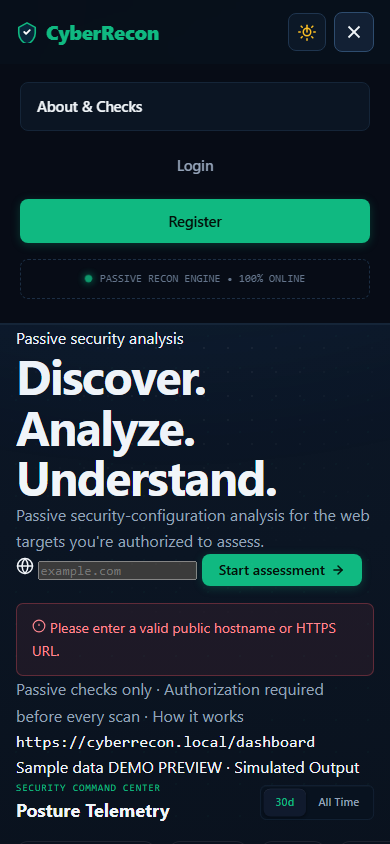 CyberRecon
About & Checks
Login
Register
PASSIVE RECON ENGINE • 100% ONLINE
Passive security analysis
Discover.
Analyze.
Understand.
Passive security-configuration analysis for the web
targets you're authorized to assess.
example.com
Start assessment →
Please enter a valid public hostname or HTTPS
URL.
Passive checks only · Authorization required
before every scan · How it works
https://cyberrecon.local/dashboard
Sample data DEMO PREVIEW · Simulated Output
SECURITY COMMAND CENTER
Posture Telemetry
30d
All Time